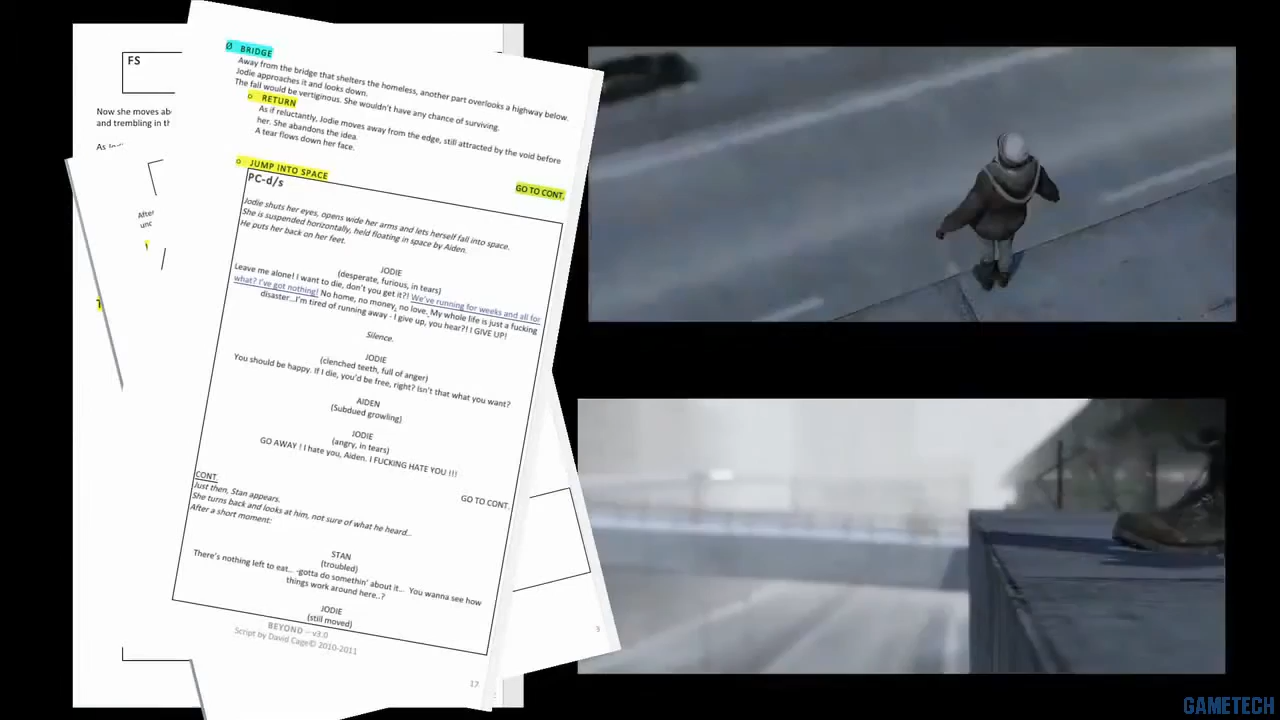 FS
Now she moves ab
and trembling in th
As
After
unc
T
Ø BRIDGE
Away from the bridge that shelters the homeless, another part overlooks a highway below.
Jodie approaches it and looks down.
The fall would be vertiginous. She wouldn't have any chance of surviving.
o RETURN
As if reluctantly, Jodie moves away from the edge, still attracted by the void before
her. She abandons the idea.
A tear flows down her face.
GO TO CONT.
o JUMP INTO SPACE
PC-d/s
Jodie shuts her eyes, opens wide her arms and lets herself fall into space.
She is suspended horizontally, held floating in space by Aiden.
He puts her back on her feet.
JODIE
(desperate, furious, in tears)
Leave me alone! I want to die, don't you get it?! We've running for weeks and all for
what? I've got nothing! No home, no money, no love. My whole life is just a fucking
disaster...I'm tired of running away - I give up, you hear?! I GIVE UP!
Silence.
JODIE
(clenched teeth, full of anger)
You should be happy. If I die, you'd be free, right? Isn't that what you want?
AIDEN
(Subdued growling)
JODIE
(angry, in tears)
GO AWAY ! I hate you, Aiden. I FUCKING HATE YOU !!!
GO TO CONT.
CONT.
Just then, Stan appears.
She turns back and looks at him, not sure of what he heard...
After a short moment:
STAN
(troubled)
There's nothing left to eat... -gotta do somethin' about it... You wanna see how
things work around here..?
JODIE
(still moved)
BEYOND – v3.0
Script by David Cage© 2010-2011
17
3
GAMETECH